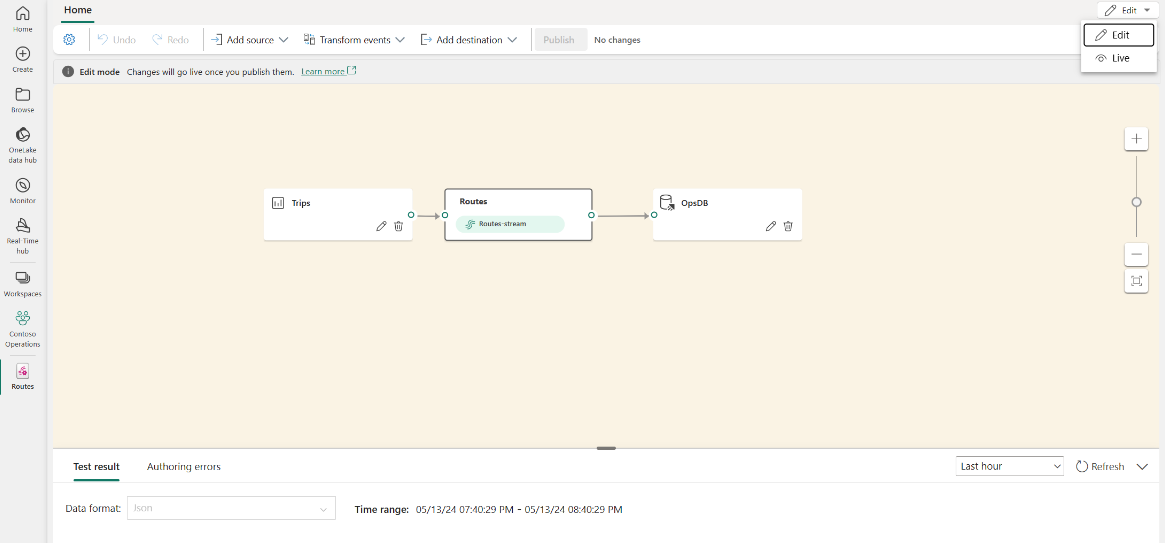 Home
Edit
Undo
Redo
Add source
Transform events
Add destination
Publish
No changes
Edit
Live
Edit mode Changes will go live once you publish them. Learn more
Home
Create
Browse
OneLake
data hub
Monitor
Real-Time
hub
Workspaces
Contoso
Operations
Routes
Trips
Routes
Routes-stream
OpsDB
Test result
Authoring errors
Last hour
Refresh
Data format: Json
Time range: 05/13/24 07:40:29 PM - 05/13/24 08:40:29 PM